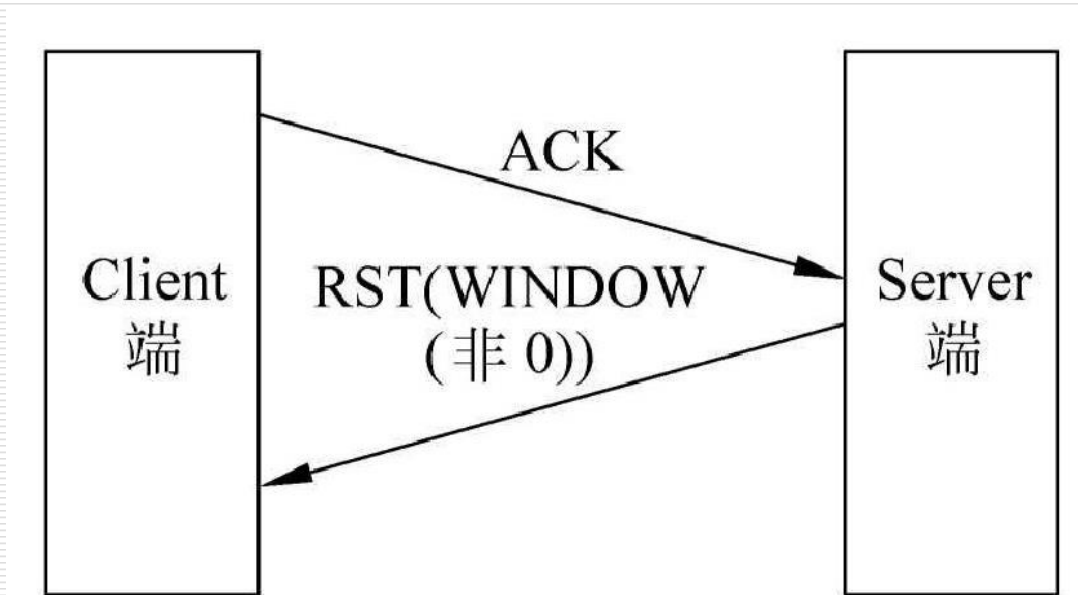 ACK
Client
端
RST(WINDOW
(非 0))
Server
端